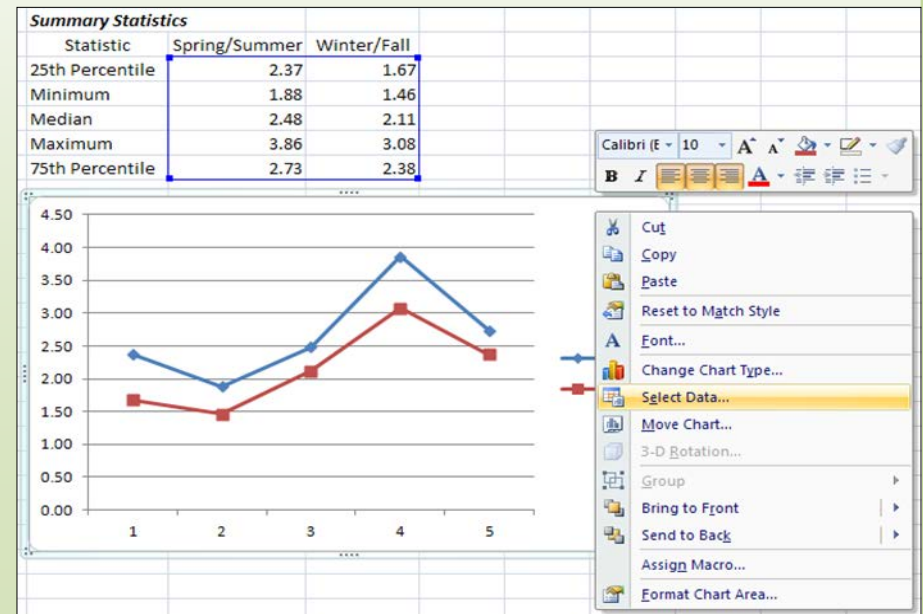 Summary Statistics
Statistic Spring/Summer Winter/Fall
25th Percentile 2.37 1.67
Minimum 1.88 1.46
Median 2.48 2.11
Maximum 3.86 3.08
75th Percentile 2.73 2.38
Calibri (E 10 A A
B I A
4.50
4.00
3.50
3.00
2.50
2.00
1.50
1.00
0.50
0.00
1 2 3 4 5
Cut
Copy
Paste
Reset to Match Style
A Font...
Change Chart Type...
Select Data...
Move Chart...
3-D Rotation...
Group
Bring to Front
Send to Back
Assign Macro...
Format Chart Area...